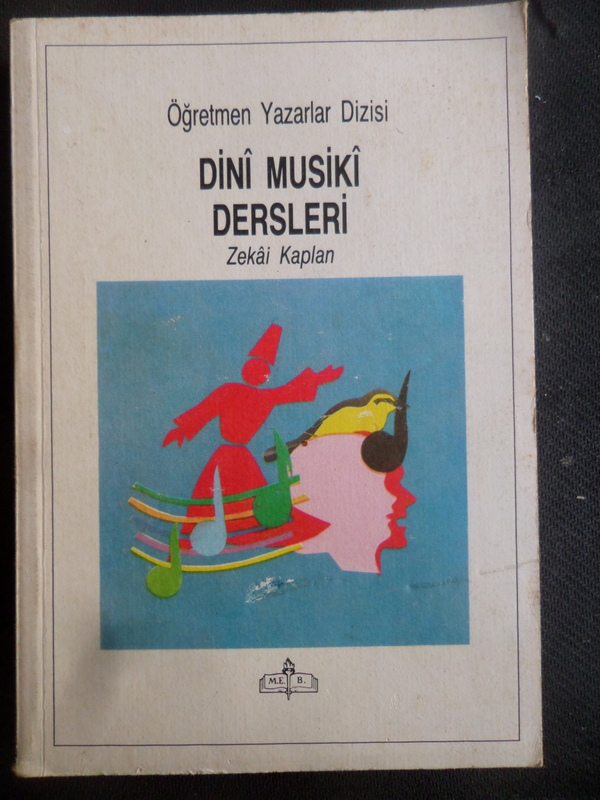 Öğretmen Yazarlar Dizisi
DİNÎ MUSİKÎ
DERSLERİ
Zekâi Kaplan
M.E. B.